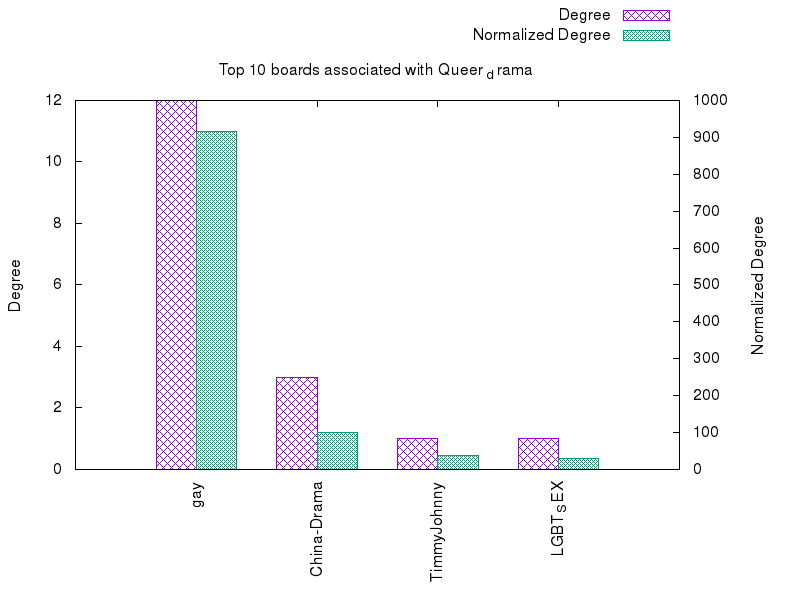 Degree
Normalized Degree
Top 10 boards associated with Queer d rama
12
10
8
6
4
2
0
1000
900
800
700
600
500
400
300
200
100
0
Degree
Normalized Degree
gay
China-Drama
TimmyJohnny
LGBTsEX